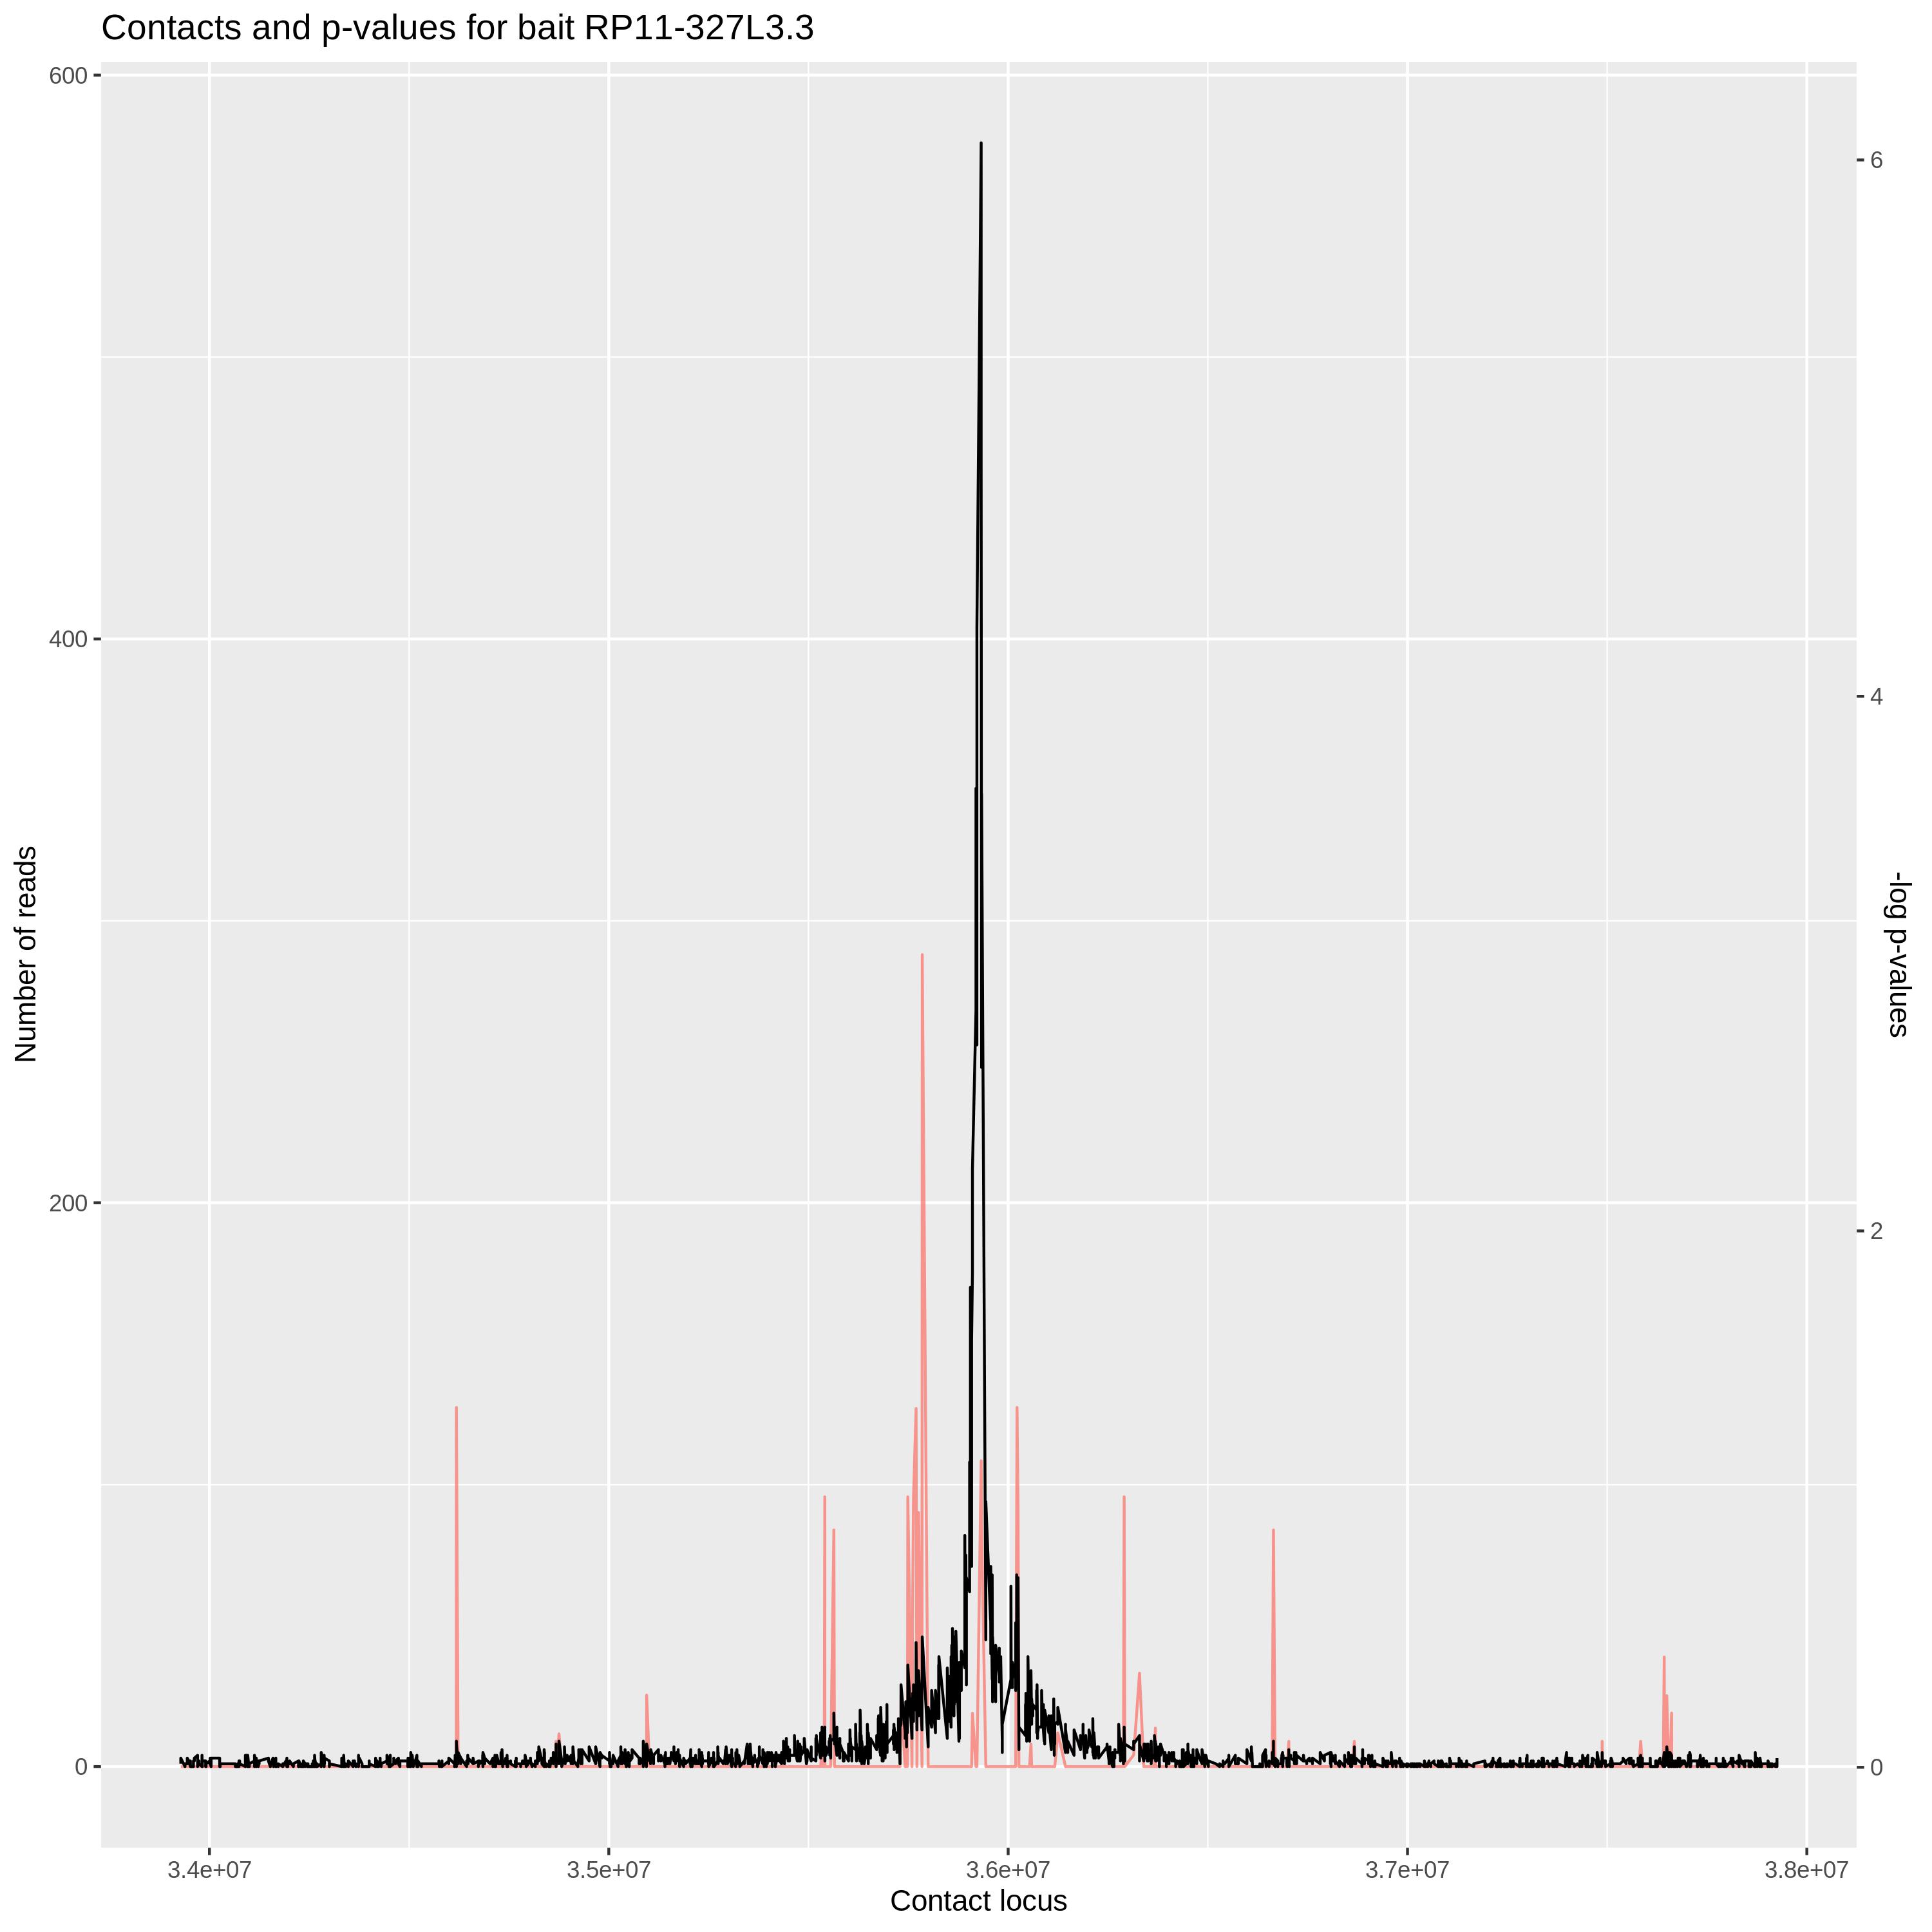 Contacts and p-values for bait RP11-327L3.3
600
400
200
0
Number of reads
6
4
2
0
-log p-values
3.4e+07
3.5e+07
3.6e+07
3.7e+07
3.8e+07
Contact locus